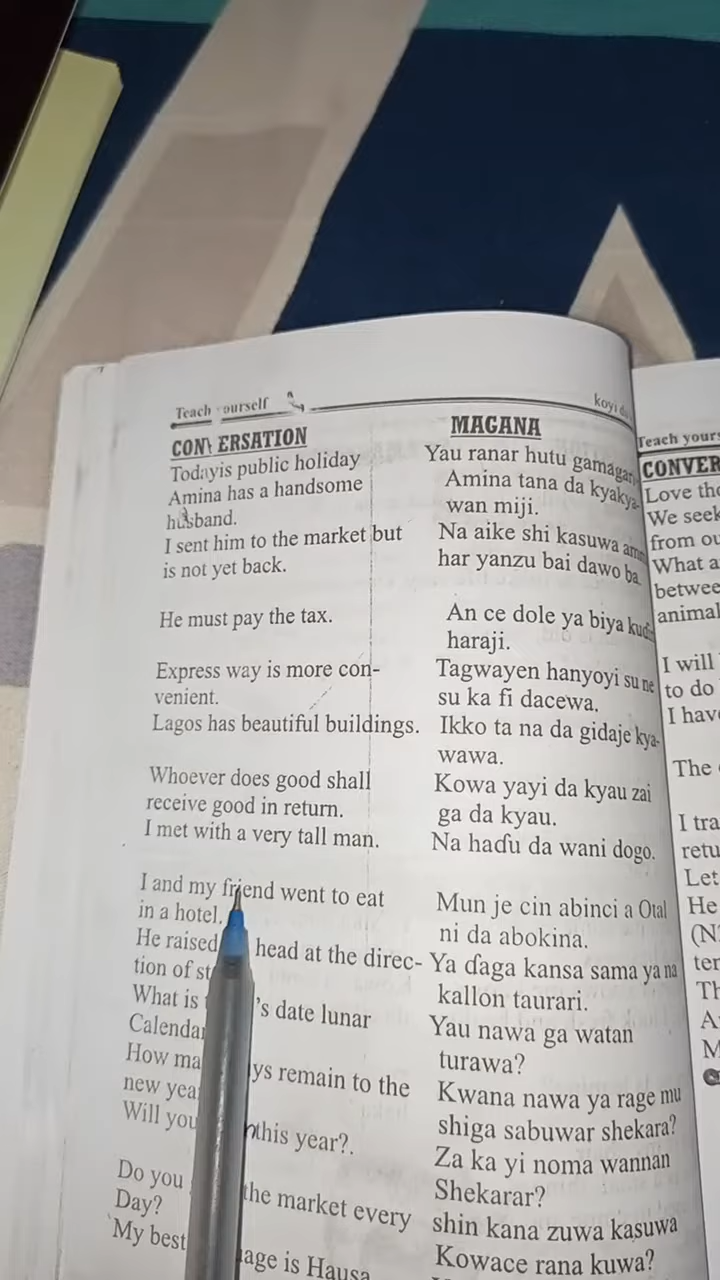 Teach ourself
koyi da
CONVERSATION
MAGANA
Todayis public holiday
Amina has a handsome
husband.
I sent him to the market but
is not yet back.
He must pay the tax.
Express way is more con-
venient.
Lagos has beautiful buildings.
Whoever does good shall
receive good in return.
I met with a very tall man.
I and my friend went to eat
in a hotel.
He raised head at the direc-
tion of st
What is 's date lunar
Calenda
How ma ys remain to the
new yea
Will you this year?.
Do you the market every
Day?
My best age is Hausa
Yau ranar hutu gamagari
Amina tana da kyakya-
wan miji.
Na aike shi kasuwa amm
har yanzu bai dawo ba.
An ce dole ya biya kudi
haraji.
Tagwayen hanyoyi su ne
su ka fi dacewa.
Ikko ta na da gidaje kya-
wawa.
Kowa yayi da kyau zai
ga da kyau.
Na haɗu da wani dogo.
Mun je cin abinci a Otal
ni da abokina.
Ya ɗaga kansa sama ya na
kallon taurari.
Yau nawa ga watan
turawa?
Kwana nawa ya rage mu
shiga sabuwar shekara?
Za ka yi noma wannan
Shekarar?
shin kana zuwa kasuwa
Kowace rana kuwa?
Teach yours
CONVER
Love the
We seek
from ou
What a
betwee
animal
I will
to do
I have
The
I tra
retu
Let
He
(N
ter
Th
A
M